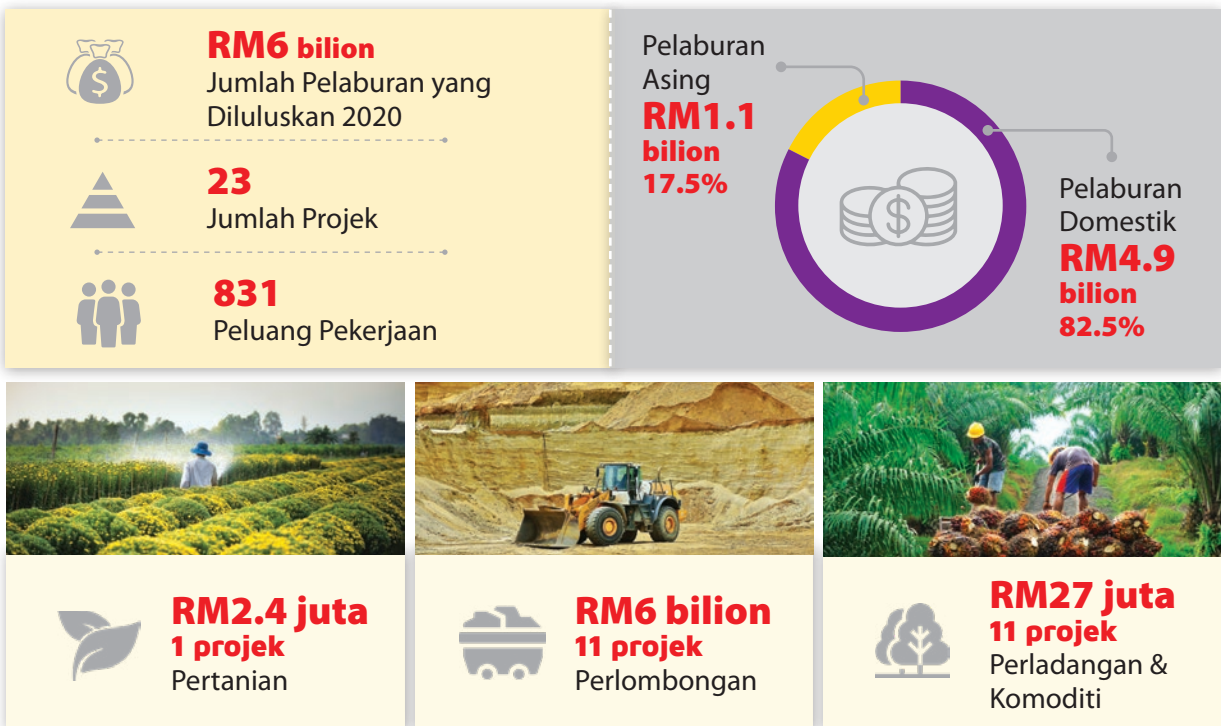 RM6 bilion
Jumlah Pelaburan yang
Diluluskan 2020
23
Jumlah Projek
831
Peluang Pekerjaan
Pelaburan
Asing
RM1.1
bilion
17.5%
Pelaburan
Domestik
RM4.9
bilion
82.5%
RM2.4 juta
1 projek
Pertanian
RM6 bilion
11 projek
Perlombongan
RM27 juta
11 projek
Perladangan &
Komoditi